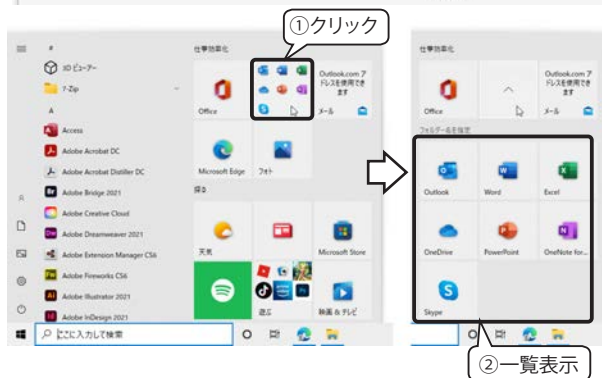 ①クリック
仕事効率化
#
3D ビューアー
7-Zip
A
Access
Adobe Acrobat DC
Adobe Acrobat Distiller DC
Adobe Bridge 2021
Adobe Creative Cloud
Adobe Dreamweaver 2021
Adobe Extension Manager CS6
Adobe Fireworks CS6
Adobe Illustrator 2021
Adobe InDesign 2021
ここに入力して検索
Office
Outlook.com ア
ドレスを使用でき
ます
メール
Microsoft Edge
フォト
探る
天気
Microsoft Store
遊ぶ
映画 & テレビ
仕事効率化
Office
Outlook.com ア
ドレスを使用でき
ます
メール
フォルダーに名前を指定
Outlook
Word
Excel
OneDrive
PowerPoint
OneNote for...
Skype
②一覧表示